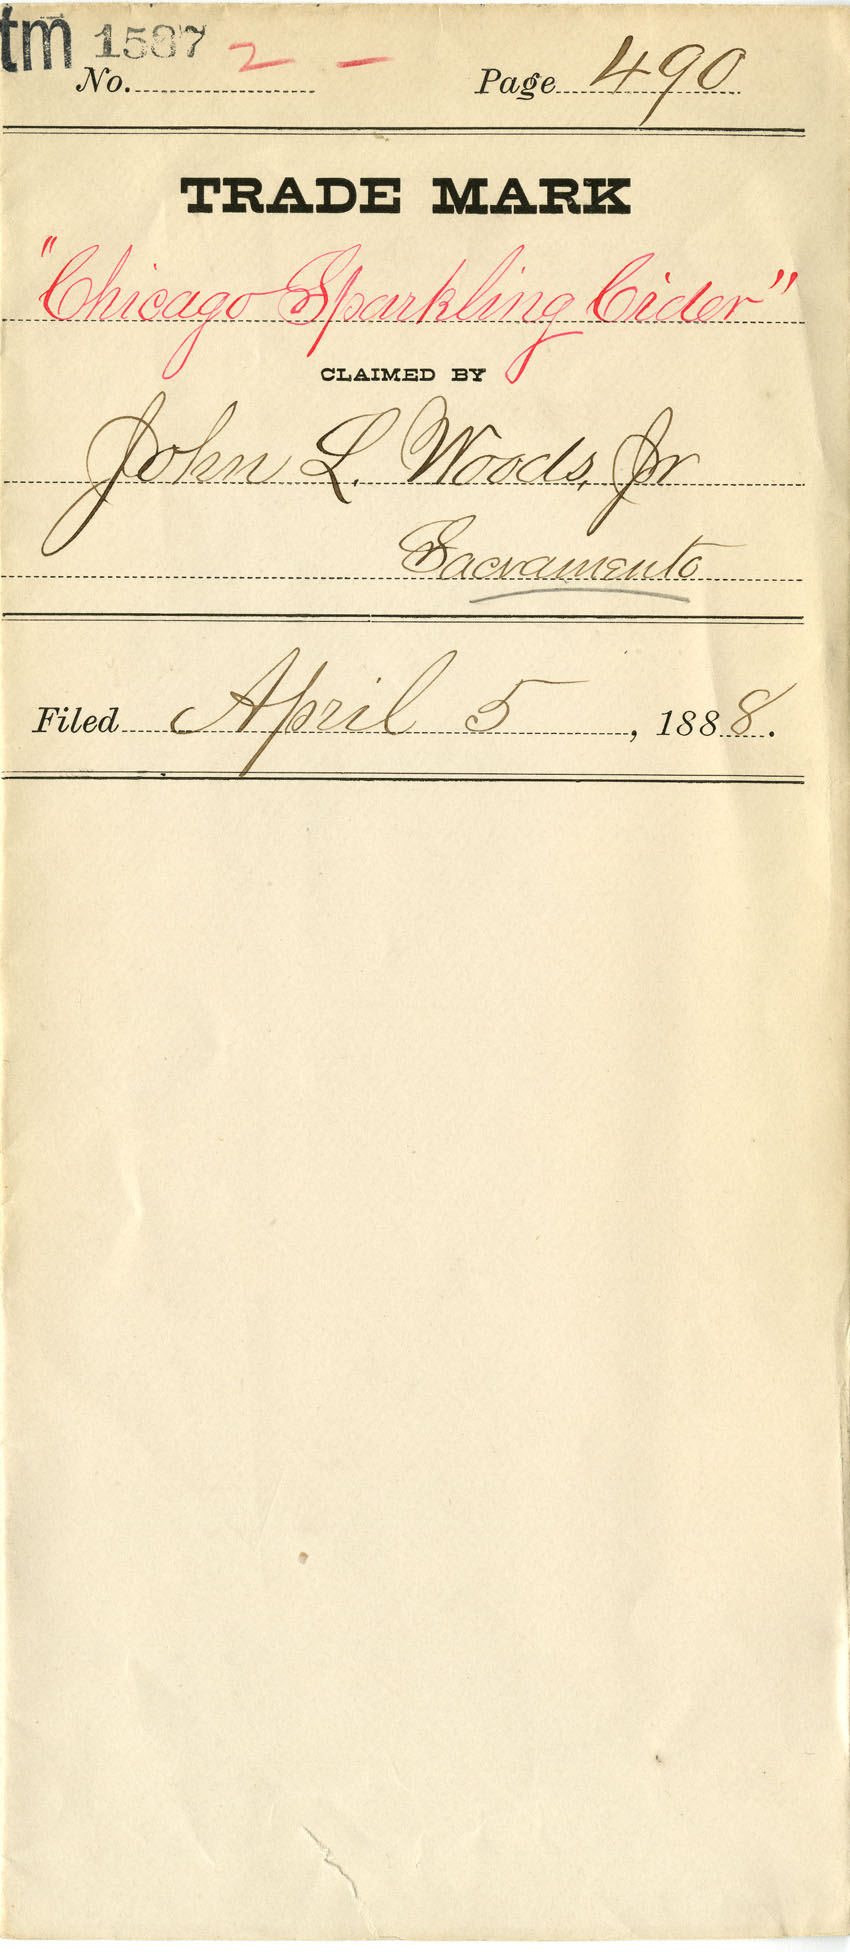 tm 1587 2 –
No. Page 490
TRADE MARK
"Chicago Sparkling Cider"
CLAIMED BY
John L. Woods, Jr
Sacramento
Filed April 5, 1888.